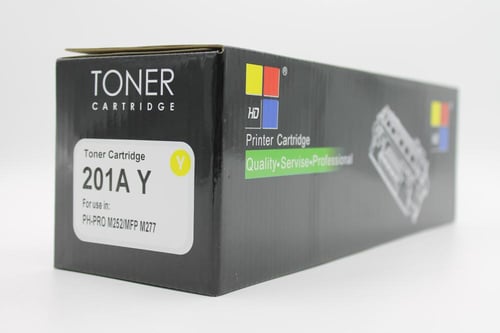 TONER
CARTRIDGE
Toner Cartridge
Y
201A Y
For use in:
PH-PRO M252/MFP M277
HD
®
Printer Cartridge
Quality·Servise·Professional
HD